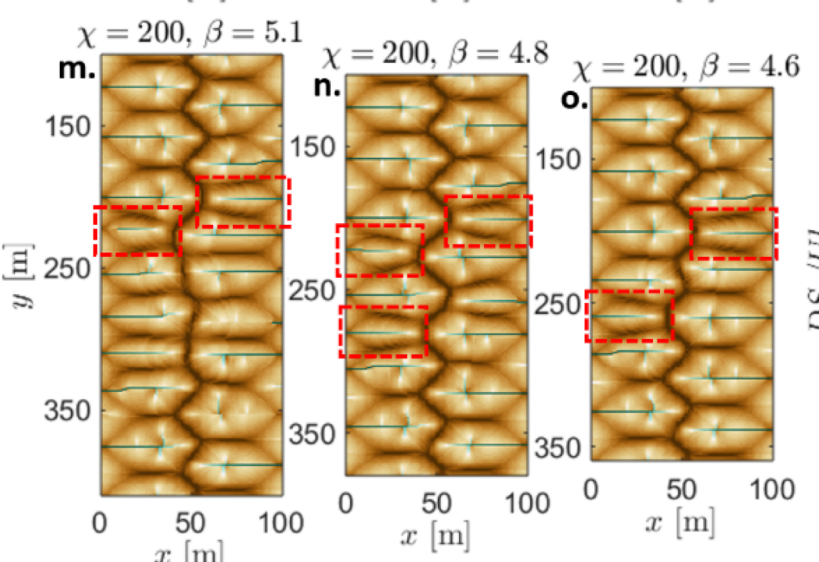 χ = 200, β = 5.1
m.
150
250
350
y [m]
0 50 100
x [m]
χ = 200, β = 4.8
n.
150
250
350
0 50 100
x [m]
χ = 200, β = 4.6
o.
150
250
350
0 50 100
x [m]